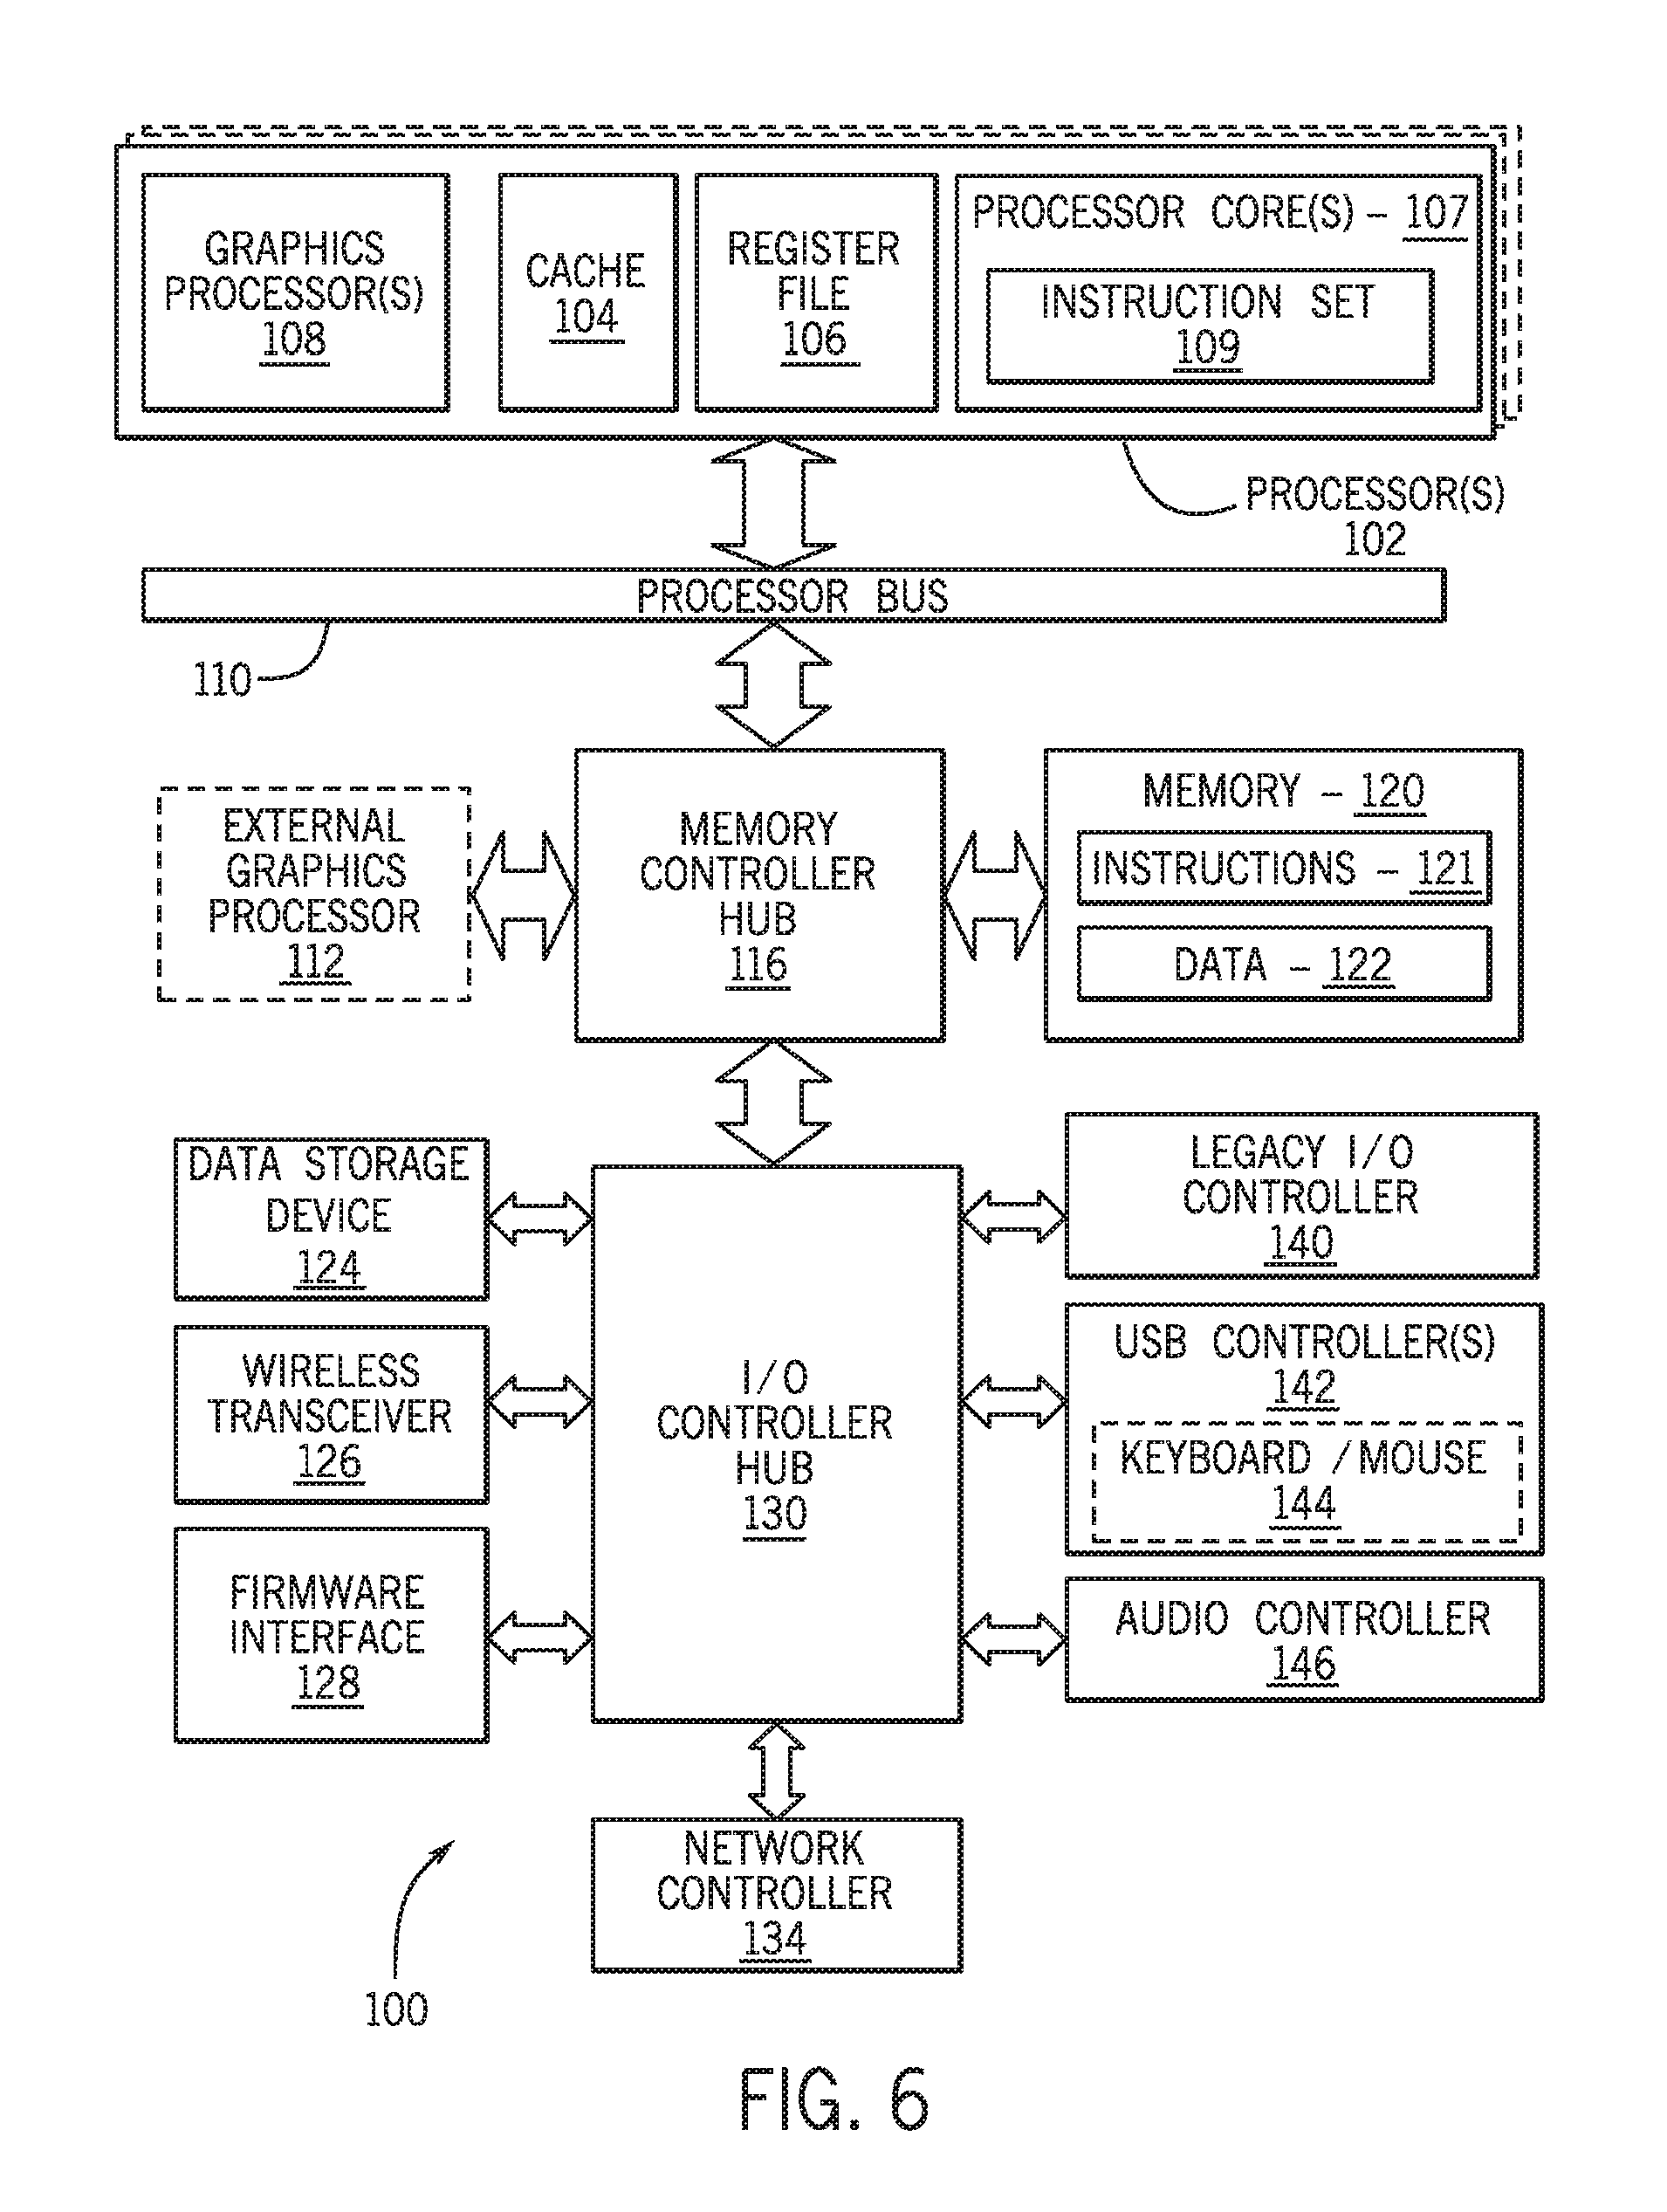 GRAPHICS
PROCESSOR(S)
108
CACHE
104
REGISTER
FILE
106
PROCESSOR CORE(S) - 107
INSTRUCTION SET
109
PROCESSOR(S)
102
PROCESSOR BUS
110
EXTERNAL
GRAPHICS
PROCESSOR
112
MEMORY
CONTROLLER
HUB
116
MEMORY - 120
INSTRUCTIONS - 121
DATA - 122
DATA STORAGE
DEVICE
124
WIRELESS
TRANSCEIVER
126
FIRMWARE
INTERFACE
128
I/O
CONTROLLER
HUB
130
LEGACY I/O
CONTROLLER
140
USB CONTROLLER(S)
142
KEYBOARD /MOUSE
144
AUDIO CONTROLLER
146
NETWORK
CONTROLLER
134
100
FIG. 6